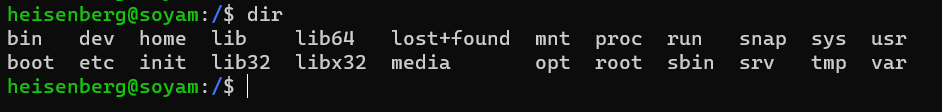 heisenberg@soyam:/$ dir
bin   dev  home  lib    lib64   lost+found  mnt  proc  run   snap  sys  usr
boot  etc  init  lib32  libx32  media       opt  root  sbin  srv   tmp  var
heisenberg@soyam:/$